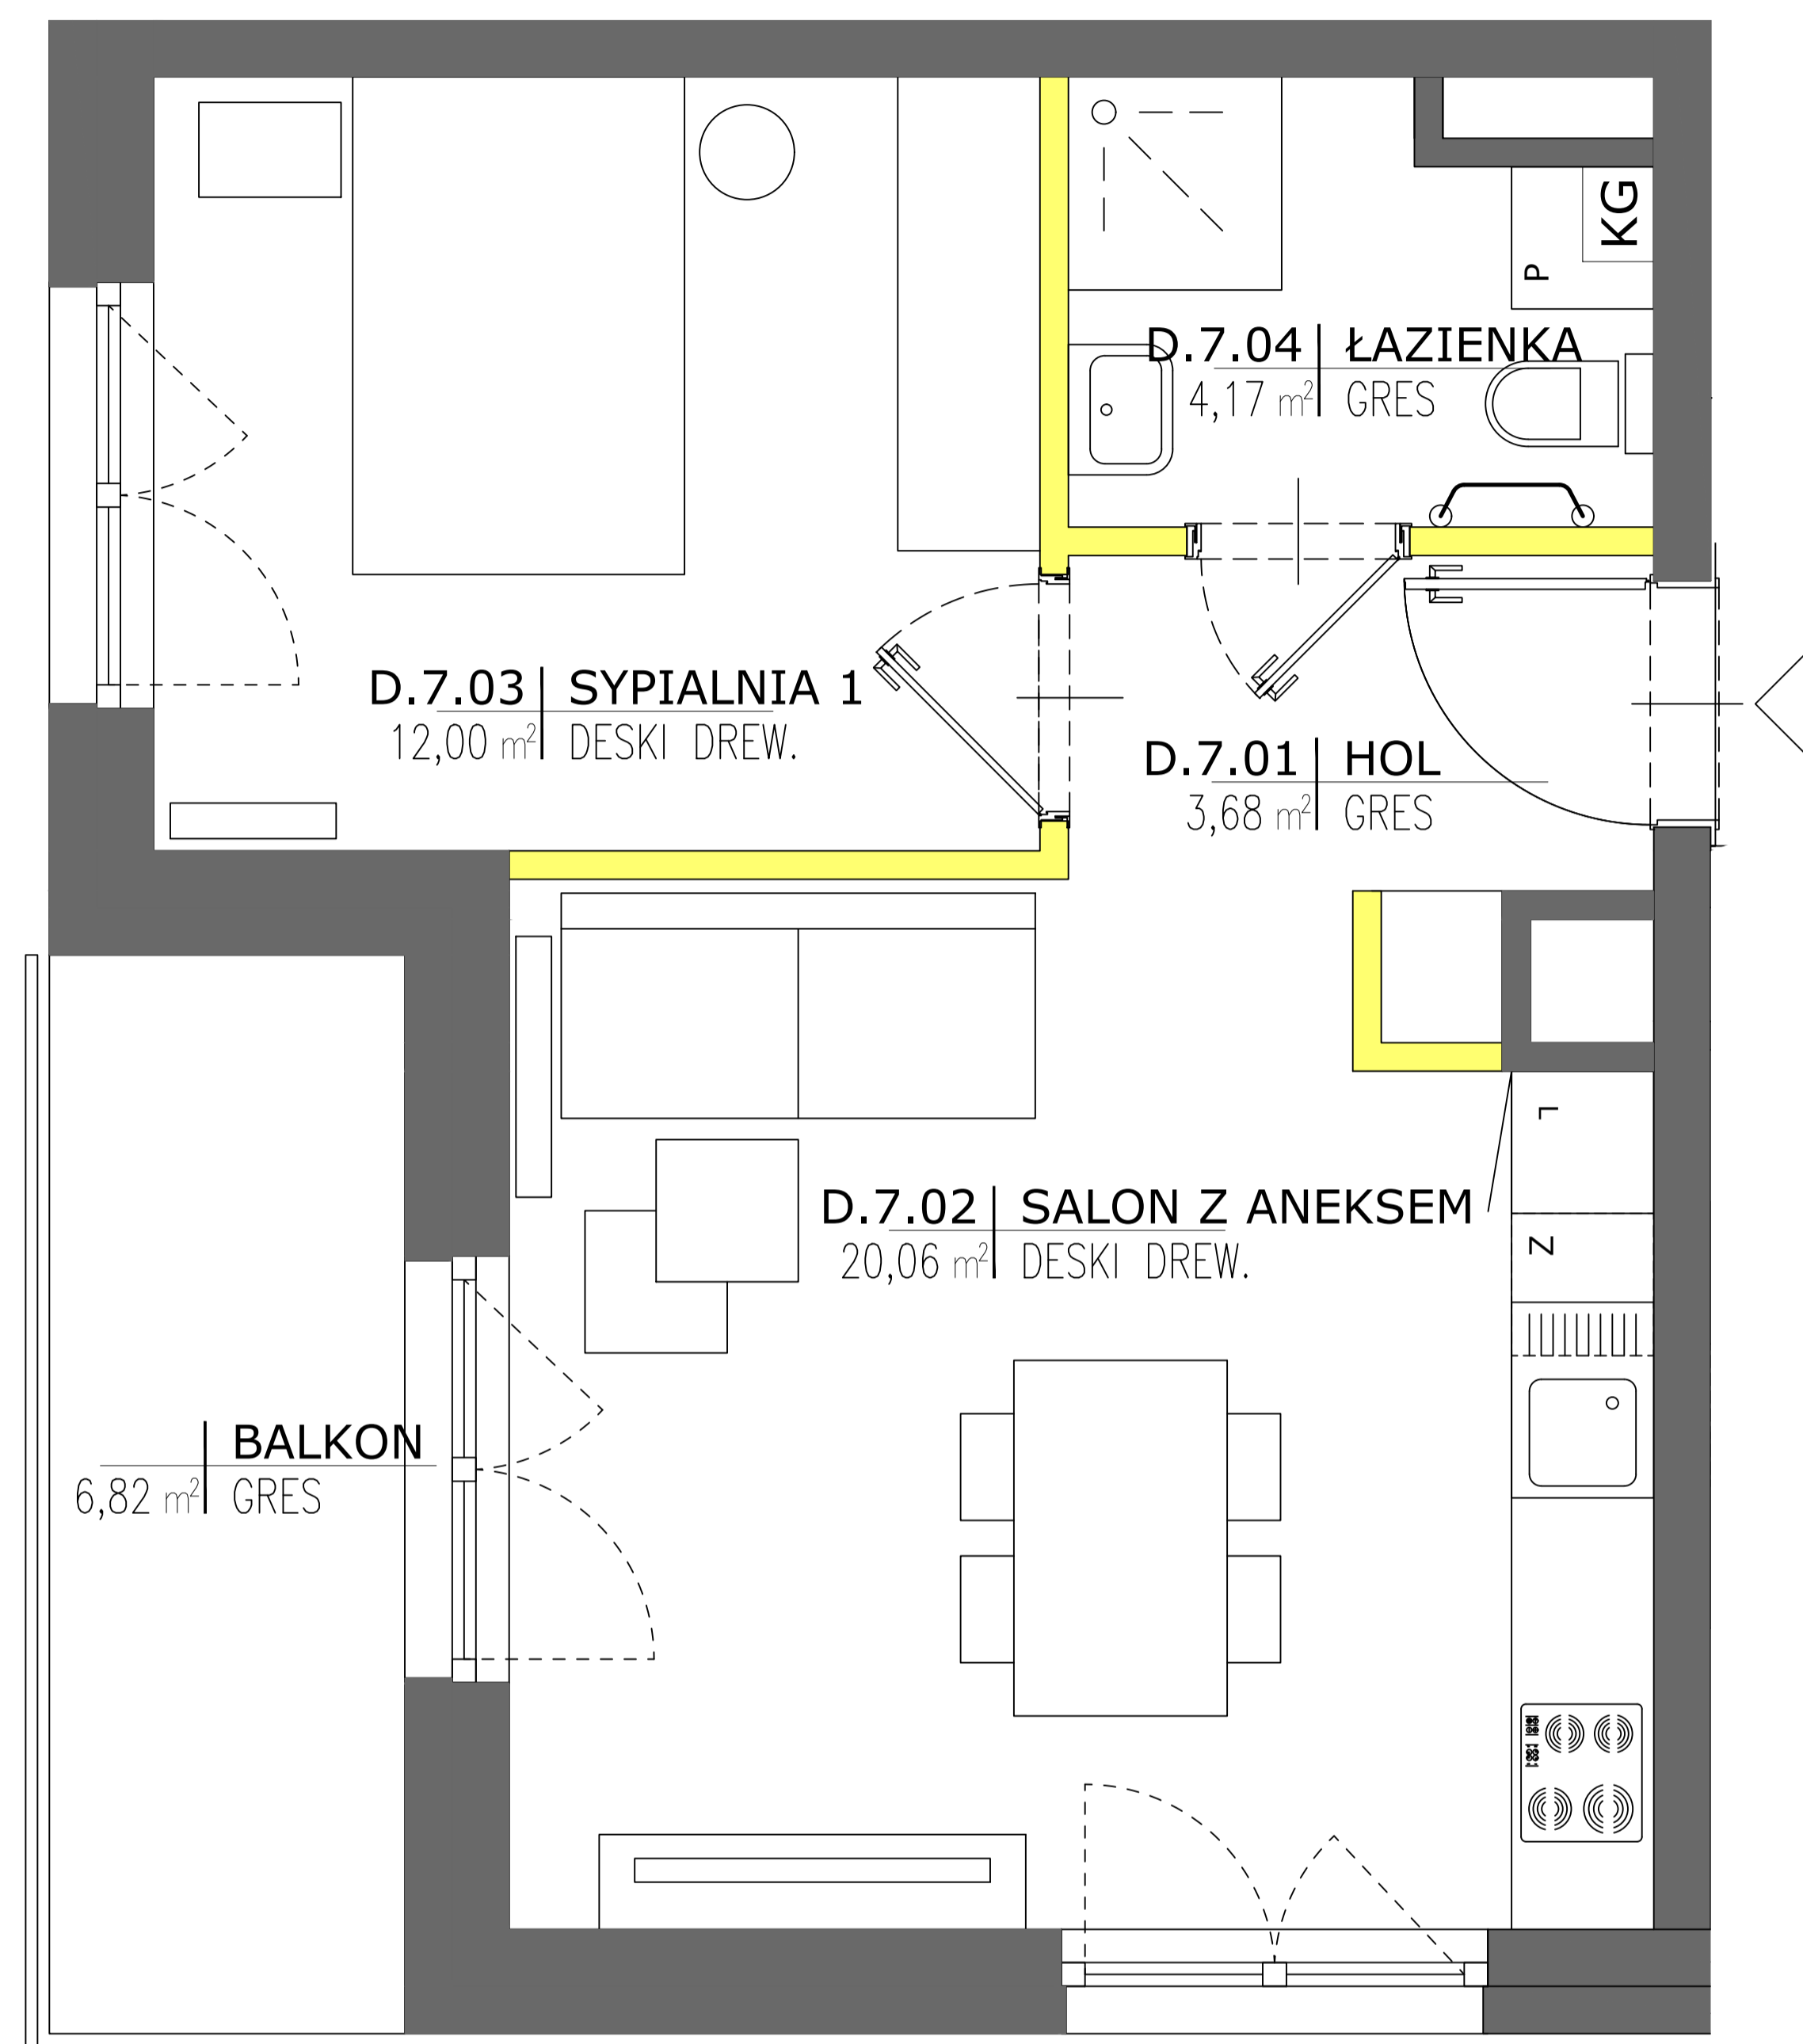 KG
P
D.7.04 | ŁAZIENKA
4,17 m² | GRES
D.7.03 | SYPIALNIA 1
12,00 m² | DESKI DREW.
D.7.01 | HOL
3,68 m² | GRES
L
D.7.02 | SALON Z ANEKSEM
20,06 m² | DESKI DREW.
Z
BALKON
6,82 m² | GRES